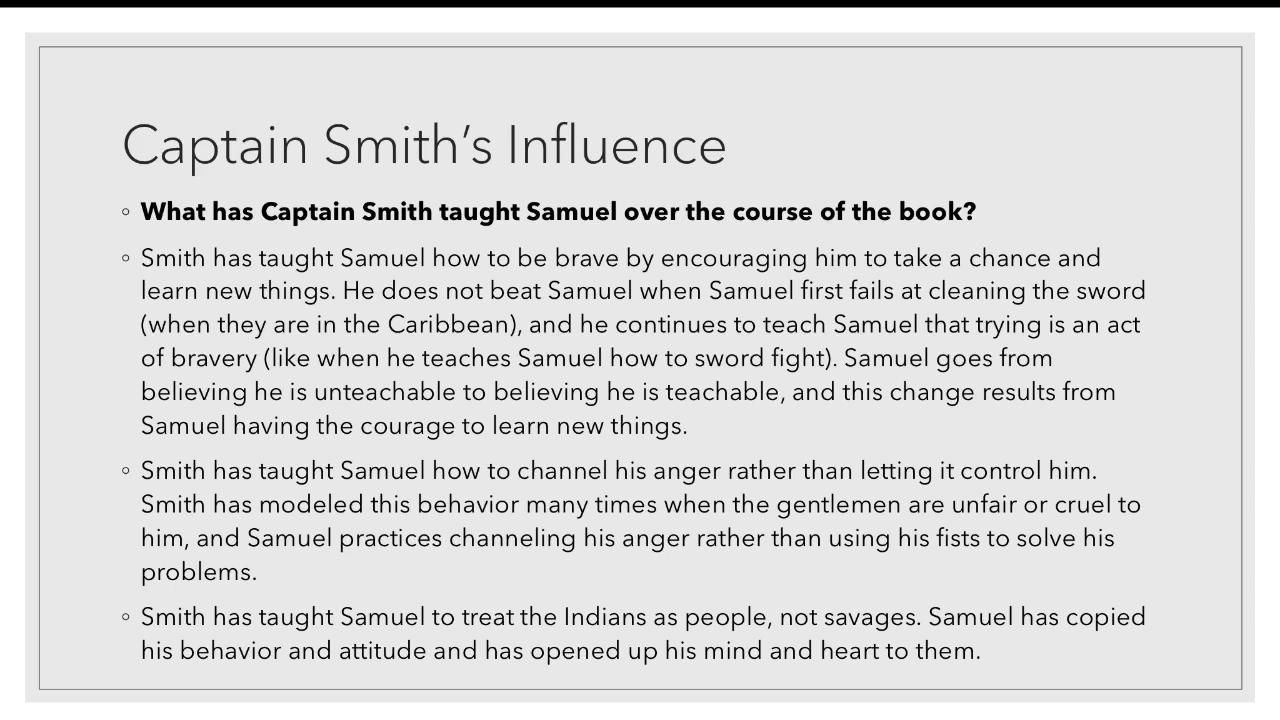 Captain Smith’s Influence
◦ What has Captain Smith taught Samuel over the course of the book?
◦ Smith has taught Samuel how to be brave by encouraging him to take a chance and
learn new things. He does not beat Samuel when Samuel first fails at cleaning the sword
(when they are in the Caribbean), and he continues to teach Samuel that trying is an act
of bravery (like when he teaches Samuel how to sword fight). Samuel goes from
believing he is unteachable to believing he is teachable, and this change results from
Samuel having the courage to learn new things.
◦ Smith has taught Samuel how to channel his anger rather than letting it control him.
Smith has modeled this behavior many times when the gentlemen are unfair or cruel to
him, and Samuel practices channeling his anger rather than using his fists to solve his
problems.
◦ Smith has taught Samuel to treat the Indians as people, not savages. Samuel has copied
his behavior and attitude and has opened up his mind and heart to them.